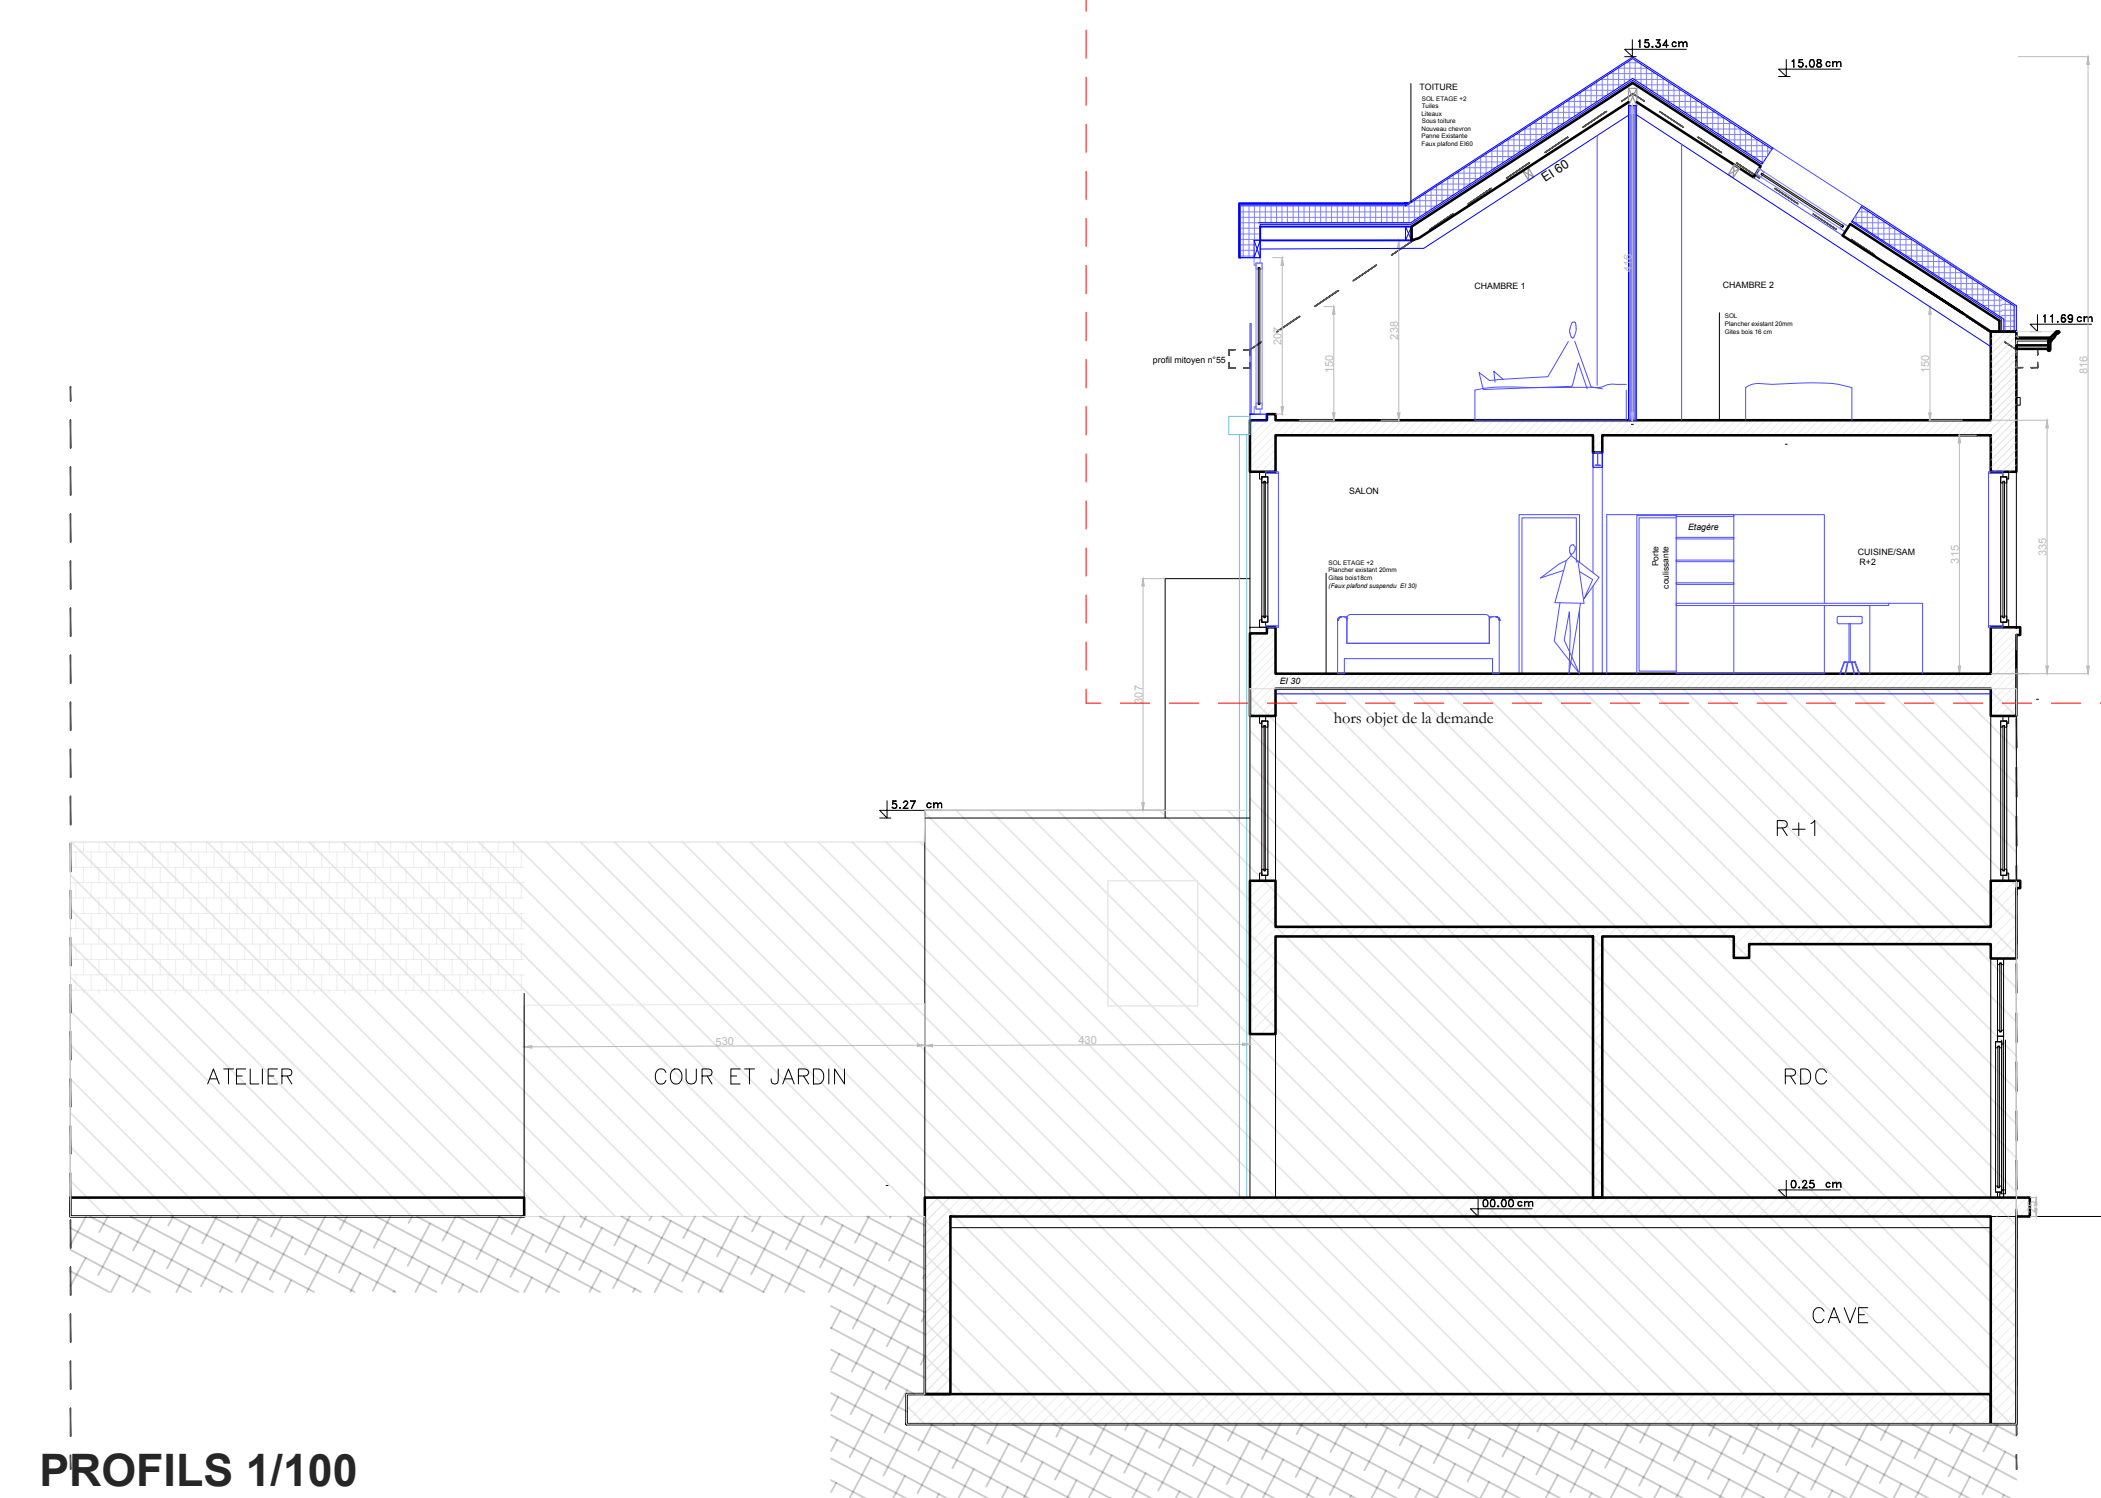 15.34 cm
15.08 cm
TOITURE
SOL ETAGE +2
Tuiles
Liteaux
Sous toiture
Nouveau chevron
Panne Existante
Faux plafond EI60
EI 60
CHAMBRE 1
CHAMBRE 2
SOL
Plancher existant 20mm
Gites bois 16 cm
11.69 cm
profil mitoyen n°55
238
150
150
816
SALON
Etagère
Porte
coulissante
CUISINE/SAM
R+2
315
335
SOL ETAGE +2
Plancher existant 20mm
Gites bois18cm
(Faux plafond suspendu EI 30)
EI 30
307
hors objet de la demande
5.27 cm
R+1
530
430
ATELIER
COUR ET JARDIN
RDC
0.25 cm
00.00 cm
CAVE
PROFILS 1/100